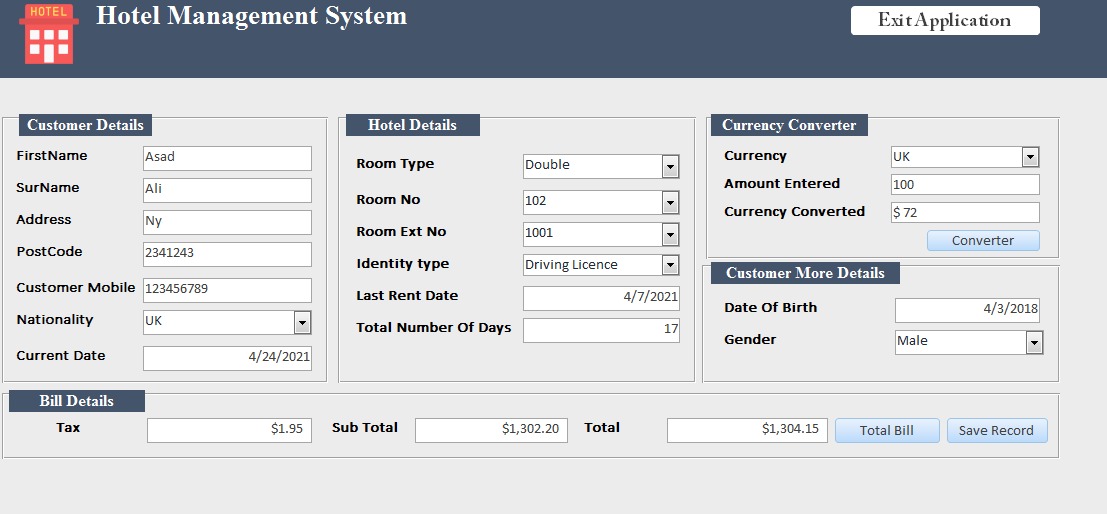 HOTEL
Hotel Management System
Exit Application
Customer Details
FirstName Asad
SurName Ali
Address Ny
PostCode 2341243
Customer Mobile 123456789
Nationality UK
Current Date 4/24/2021
Hotel Details
Room Type Double
Room No 102
Room Ext No 1001
Identity type Driving Licence
Last Rent Date 4/7/2021
Total Number Of Days 17
Currency Converter
Currency UK
Amount Entered 100
Currency Converted $ 72
Converter
Customer More Details
Date Of Birth 4/3/2018
Gender Male
Bill Details
Tax $1.95 Sub Total $1,302.20 Total $1,304.15 Total Bill Save Record